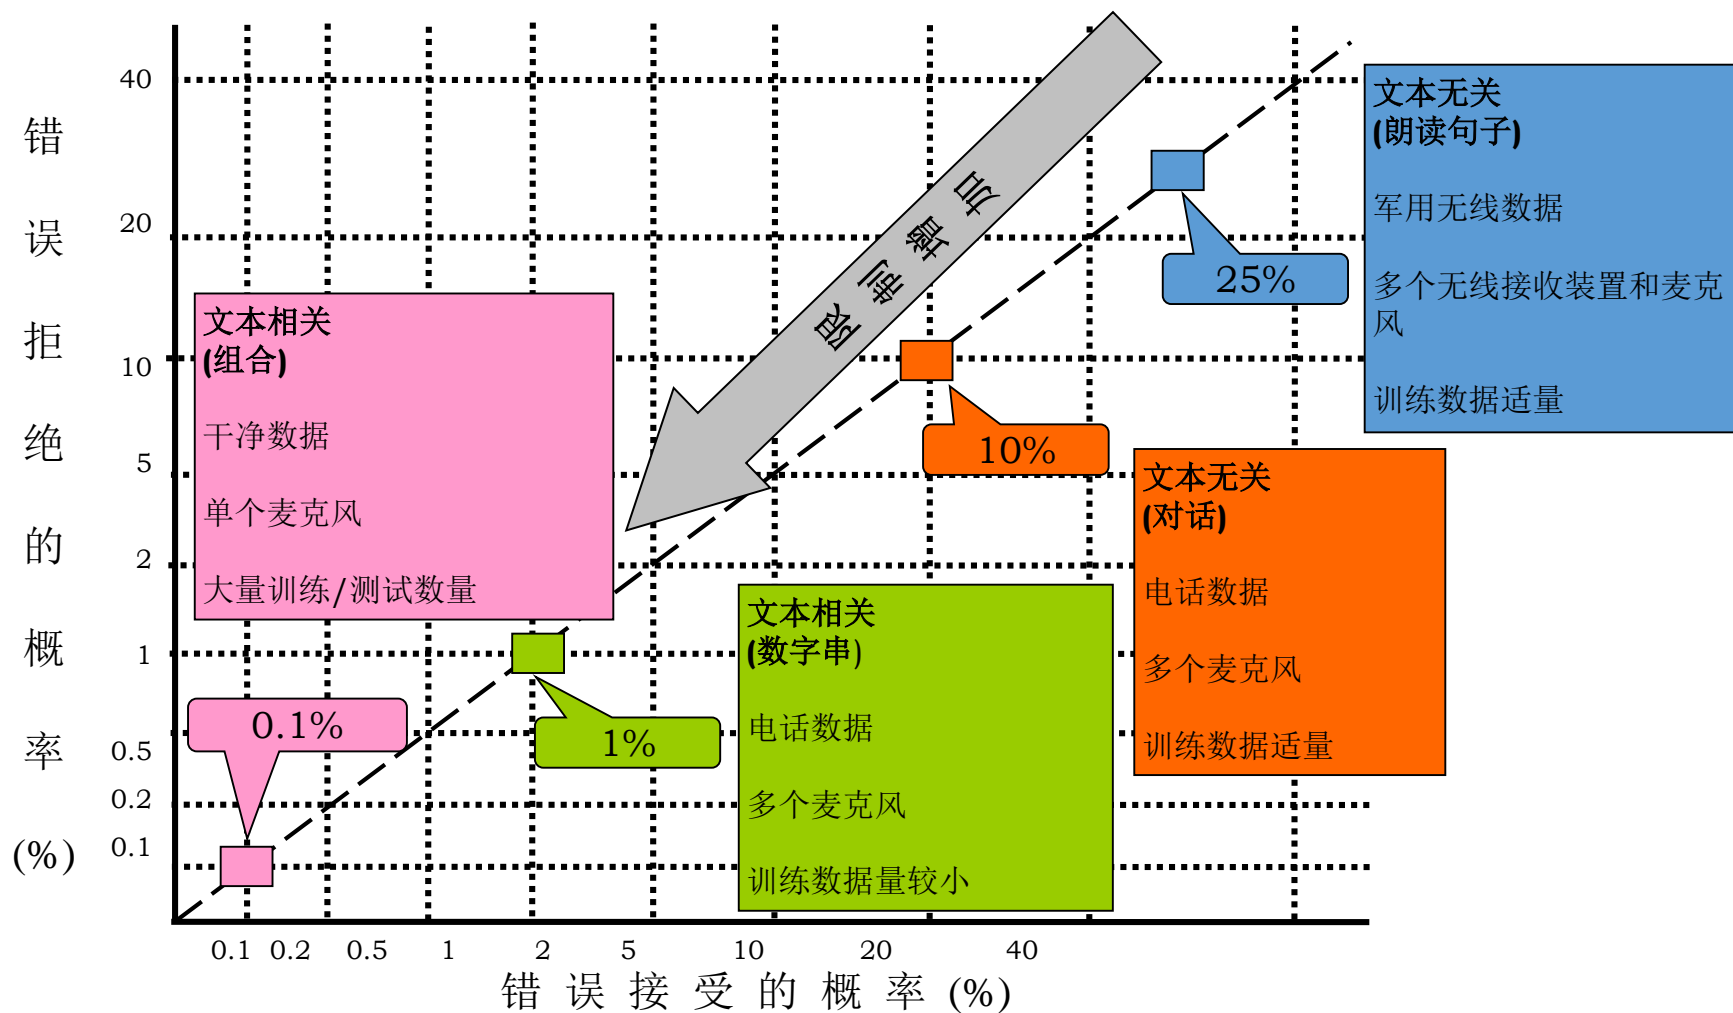 错误拒绝的概率(%)
40
20
10
5
2
1
0.5
0.2
0.1
限制增加
文本相关
(组合)
干净数据
单个麦克风
大量训练/测试数量
0.1%
1%
文本相关
(数字串)
电话数据
多个麦克风
训练数据量较小
10%
文本无关
(对话)
电话数据
多个麦克风
训练数据适量
25%
文本无关
(朗读句子)
军用无线数据
多个无线接收装置和麦克
风
训练数据适量
0.1 0.2 0.5 1 2 5 10 20 40
错误接受的概率(%)